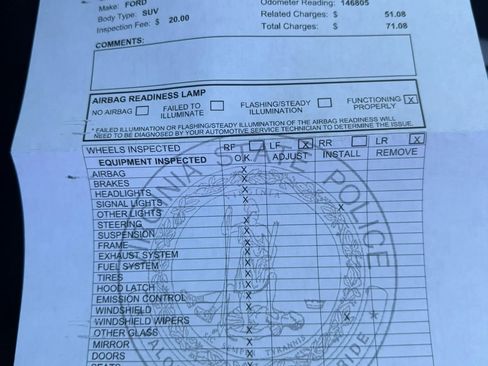 Make: FORD
Odometer Reading: 146805
Body Type: SUV
Related Charges: $ 51.08
Inspection Fee: $ 20.00
Total Charges: $ 71.08
COMMENTS:
AIRBAG READINESS LAMP
NO AIRBAG FAILED TO ILLUMINATE FLASHING/STEADY ILLUMINATION FUNCTIONING PROPERLY X
* FAILED ILLUMINATION OR FLASHING/STEADY ILLUMINATION OF THE AIRBAG READINESS WILL
NEED TO BE DIAGNOSED BY YOUR AUTOMOTIVE SERVICE TECHNICIAN TO DETERMINE THE ISSUE.
WHEELS INSPECTED RF LF X RR LR X
EQUIPMENT INSPECTED O.K. ADJUST INSTALL REMOVE
AIRBAG X
BRAKES X
HEADLIGHTS X
SIGNAL LIGHTS X
OTHER LIGHTS X
STEERING X
SUSPENSION X
FRAME X
EXHAUST SYSTEM X
FUEL SYSTEM X
TIRES X
HOOD LATCH X
EMISSION CONTROL X
WINDSHIELD X
WINDSHIELD WIPERS X
OTHER GLASS X
MIRROR X
DOORS X
SEATS
VIRGINIA STATE POLICE
TYRANNIS